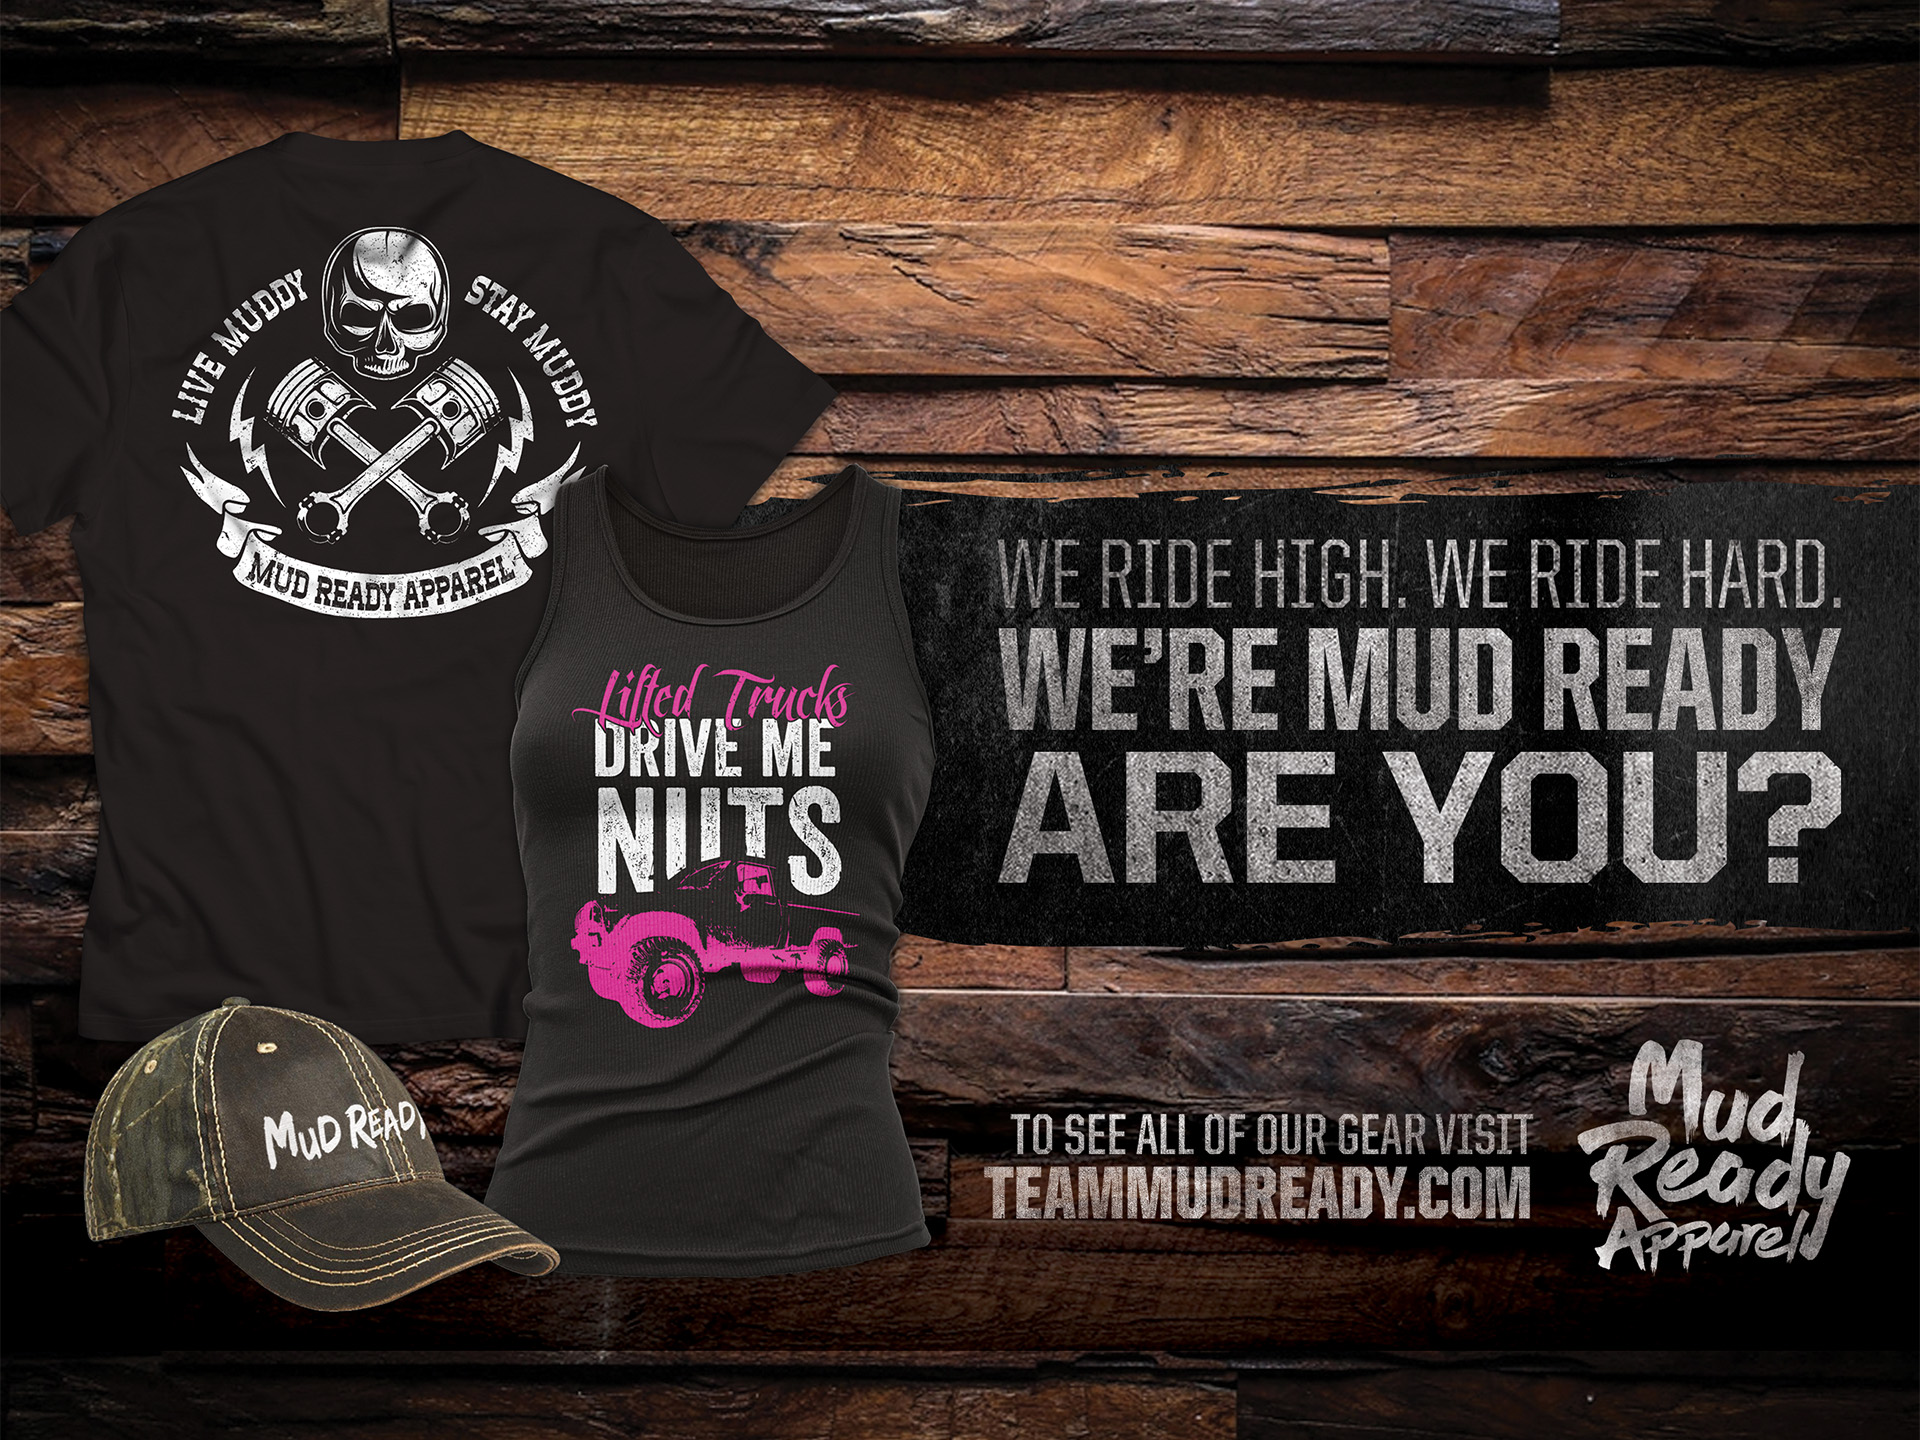 LIVE MUDDY
STAY MUDDY
MUD READY APPAREL
Lifted Trucks
DRIVE ME
NUTS
MUD READY
WE RIDE HIGH. WE RIDE HARD.
WE'RE MUD READY
ARE YOU?
TO SEE ALL OF OUR GEAR VISIT
TEAMMUDREADY.COM
Mud
Ready
Apparel